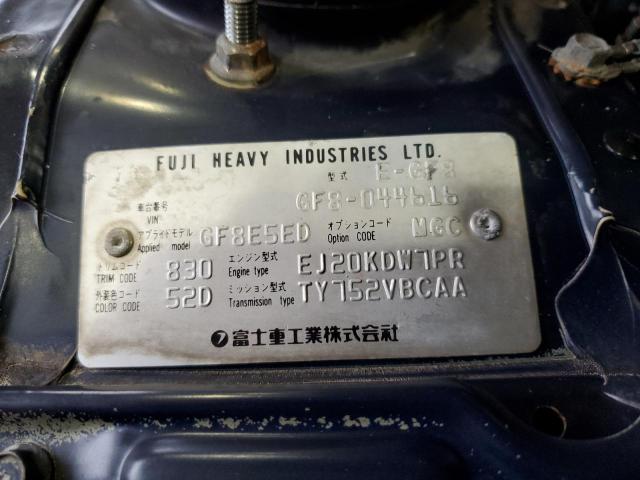 FUJI HEAVY INDUSTRIES LTD.
型式 E-GF8
車台番号 GF8-044616
VIN
アプライドモデル GF8E5ED オプションコード MGC
Applied model Option CODE
トリムコード 830 エンジン型式 EJ20KDW7PR
TRIM CODE Engine type
外装色コード 52D ミッション型式 TY752VBCAA
COLOR CODE Transmission type
富士重工業株式会社